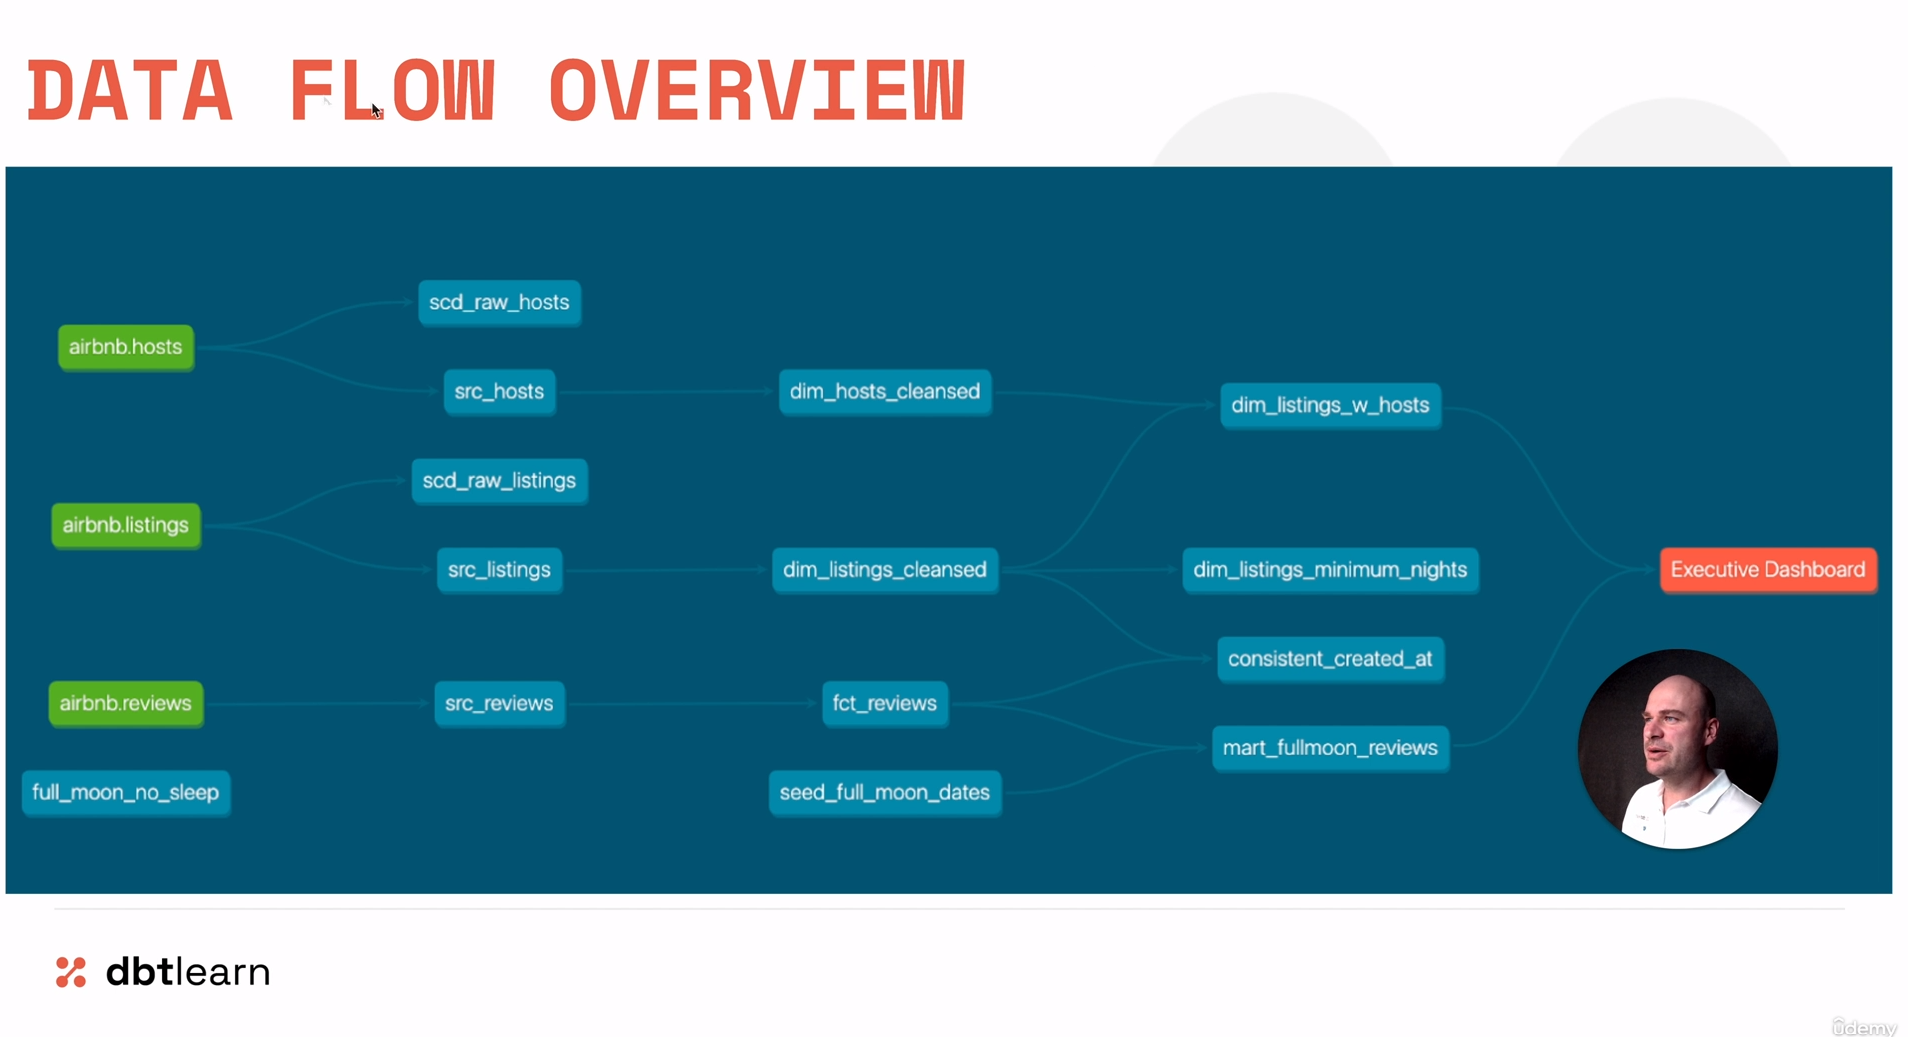 DATA FLOW OVERVIEW
scd_raw_hosts
airbnb.hosts
src_hosts
dim_hosts_cleansed
dim_listings_w_hosts
scd_raw_listings
airbnb.listings
src_listings
dim_listings_cleansed
dim_listings_minimum_nights
Executive Dashboard
consistent_created_at
airbnb.reviews
src_reviews
fct_reviews
mart_fullmoon_reviews
full_moon_no_sleep
seed_full_moon_dates
dbtlearn
ûdemy